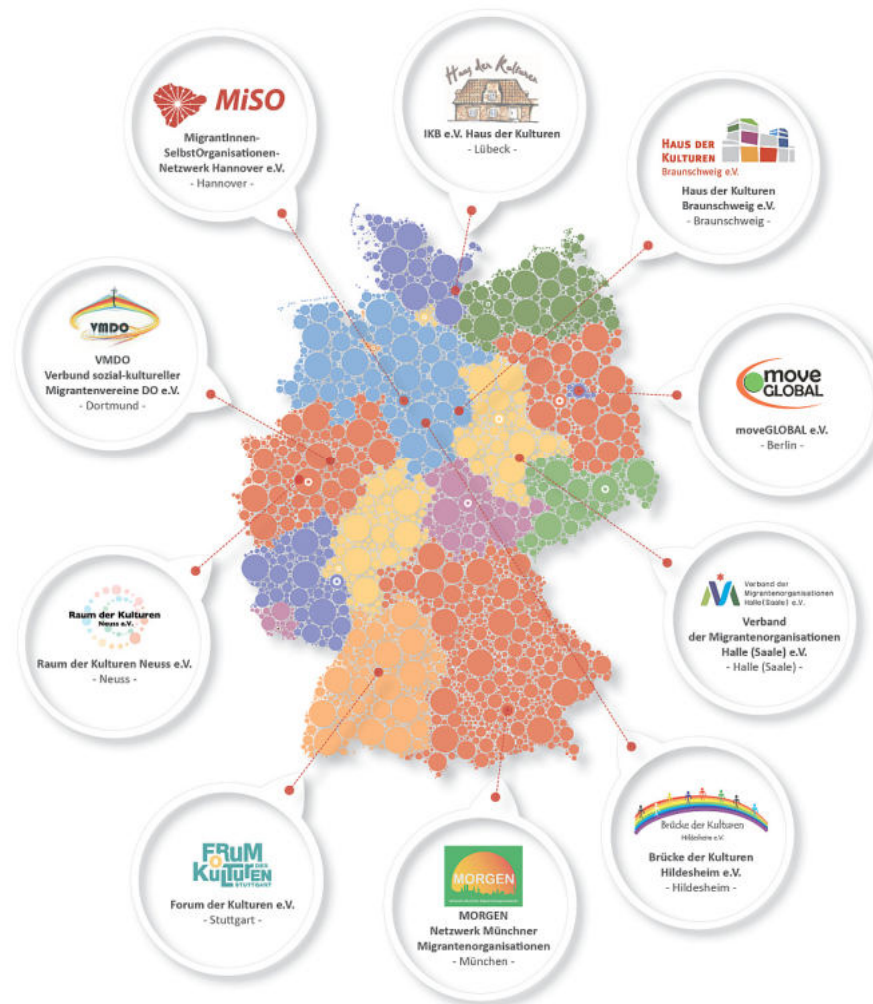 MiSO
MigrantInnen-
SelbstOrganisationen-
Netzwerk Hannover e.V.
- Hannover -
Haus der Kulturen
IKB e.V. Haus der Kulturen
- Lübeck -
HAUS DER
KULTUREN
Braunschweig e.V.
Haus der Kulturen
Braunschweig e.V.
- Braunschweig -
VMDO
VMDO
Verbund sozial-kultureller
Migrantenvereine DO e.V.
- Dortmund -
move
GLOBAL
moveGLOBAL e.V.
- Berlin -
Raum der Kulturen
Neuss e.V.
Raum der Kulturen Neuss e.V.
- Neuss -
Verband der
Migrantenorganisationen
Halle (Saale) e.V.
Verband
der Migrantenorganisationen
Halle (Saale) e.V.
- Halle (Saale) -
FORUM DER
KULTUREN
STUTTGART
Forum der Kulturen e.V.
- Stuttgart -
MORGEN
MORGEN
Netzwerk Münchner
Migrantenorganisationen
- München -
Brücke der Kulturen
Hildesheim e.V.
Brücke der Kulturen
Hildesheim e.V.
- Hildesheim -